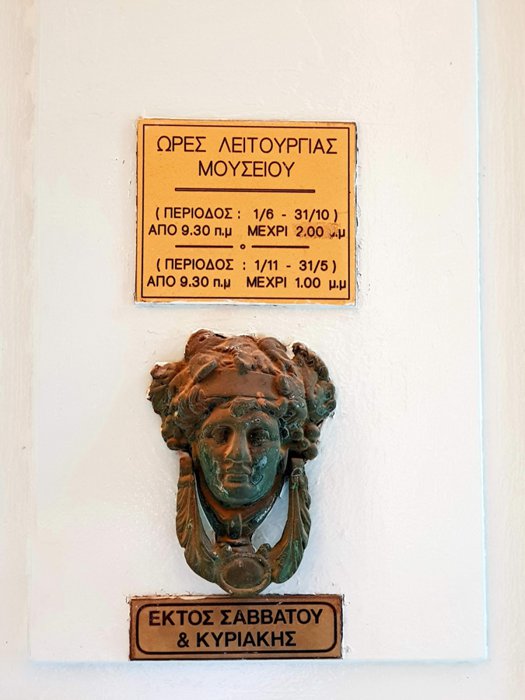 ΩΡΕΣ ΛΕΙΤΟΥΡΓΙΑΣ
ΜΟΥΣΕΙΟΥ
( ΠΕΡΙΟΔΟΣ : 1/6 - 31/10 )
ΑΠΟ 9.30 π.μ ΜΕΧΡΙ 2.00 μ.μ
( ΠΕΡΙΟΔΟΣ : 1/11 - 31/5 )
ΑΠΟ 9.30 π.μ ΜΕΧΡΙ 1.00 μ.μ
ΕΚΤΟΣ ΣΑΒΒΑΤΟΥ
& ΚΥΡΙΑΚΗΣ